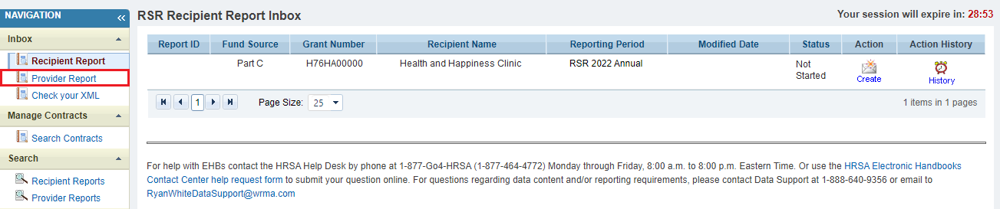 NAVIGATION «
Inbox
Recipient Report
Provider Report
Check your XML
Manage Contracts
Search Contracts
Search
Recipient Reports
Provider Reports
RSR Recipient Report Inbox
Your session will expire in: 28:53
Report ID Fund Source Grant Number Recipient Name Reporting Period Modified Date Status Action Action History
Part C H76HA00000 Health and Happiness Clinic RSR 2022 Annual Not Started Create History
1 Page Size: 25 1 items in 1 pages
For help with EHBs contact the HRSA Help Desk by phone at 1-877-Go4-HRSA (1-877-464-4772) Monday through Friday, 8:00 a.m. to 8:00 p.m. Eastern Time. Or use the HRSA Electronic Handbooks
Contact Center help request form to submit your question online. For questions regarding data content and/or reporting requirements, please contact Data Support at 1-888-640-9356 or email to
RyanWhiteDataSupport@wrma.com